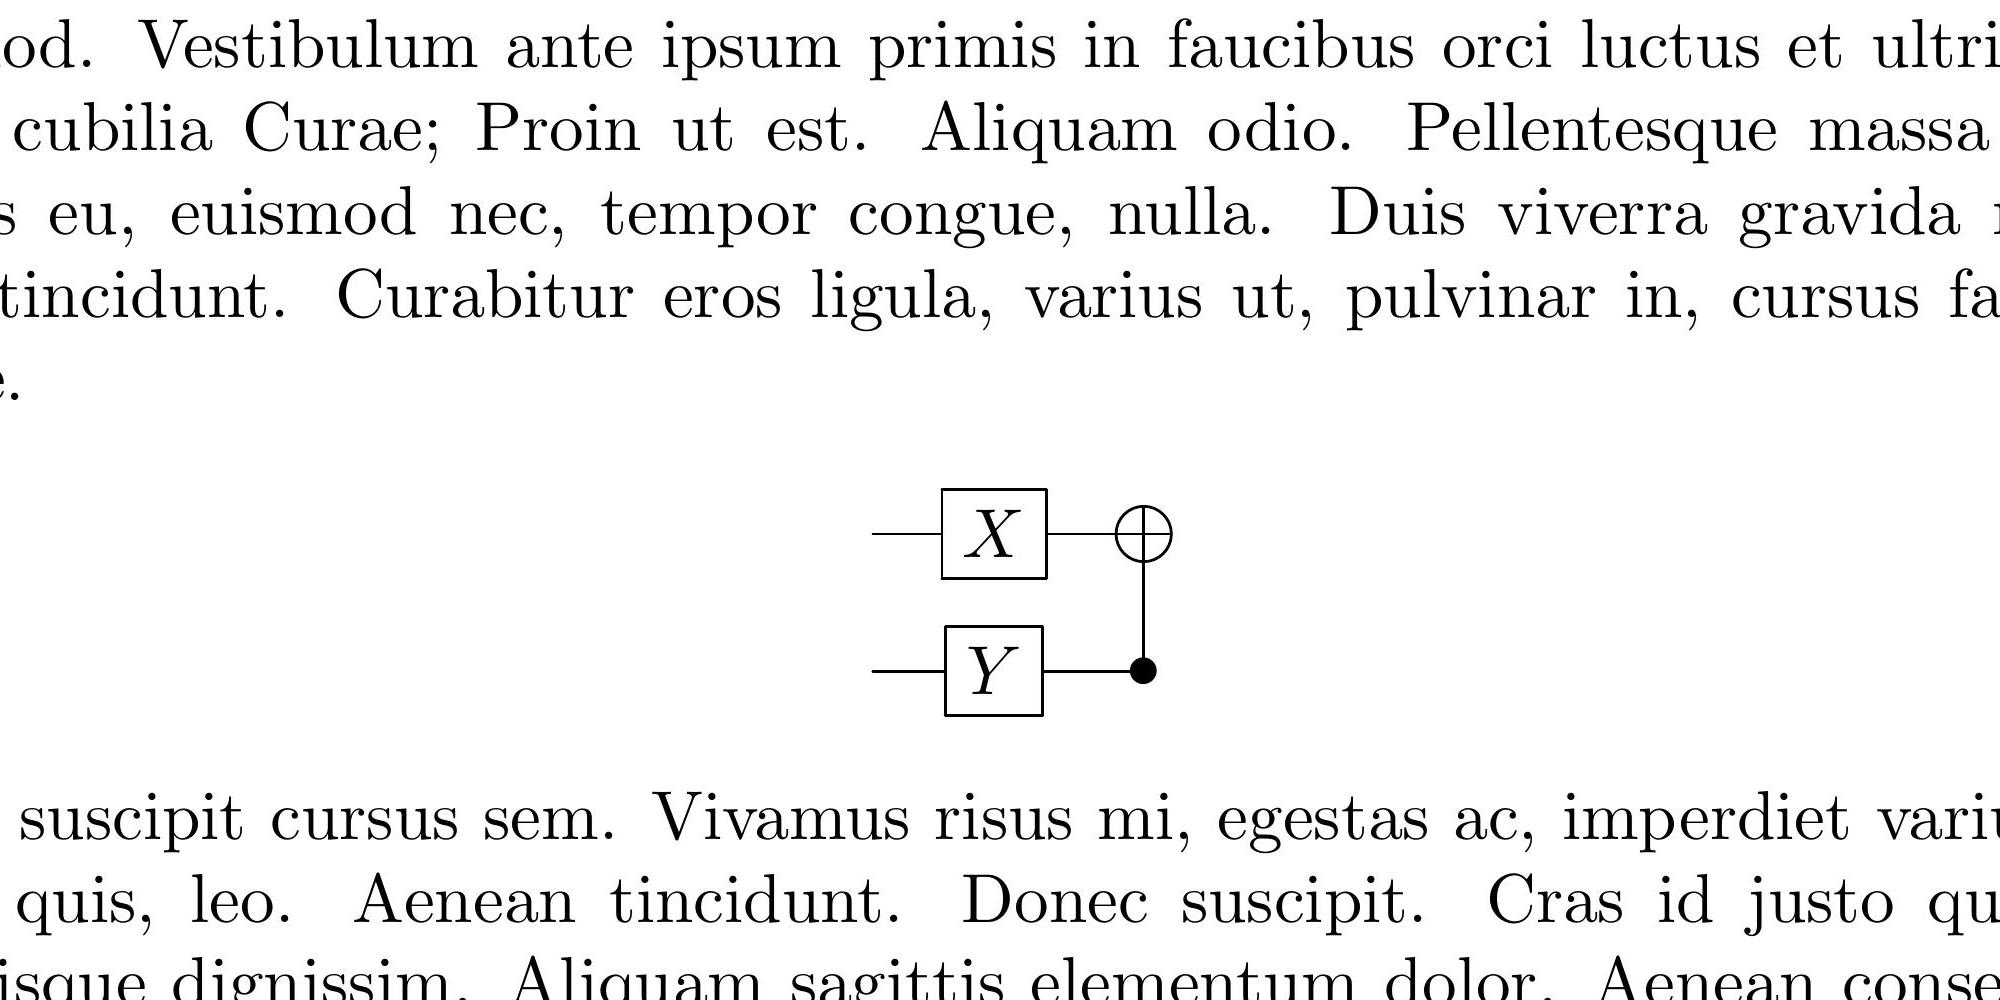 od. Vestibulum ante ipsum primis in faucibus orci luctus et ultri
cubilia Curae; Proin ut est. Aliquam odio. Pellentesque massa
s eu, euismod nec, tempor congue, nulla. Duis viverra gravida
tincidunt. Curabitur eros ligula, varius ut, pulvinar in, cursus fa
e.
X
Y
suscipit cursus sem. Vivamus risus mi, egestas ac, imperdiet variu
quis, leo. Aenean tincidunt. Donec suscipit. Cras id justo qu
isque dignissim. Aliquam sagittis elementum dolor. Aenean conse